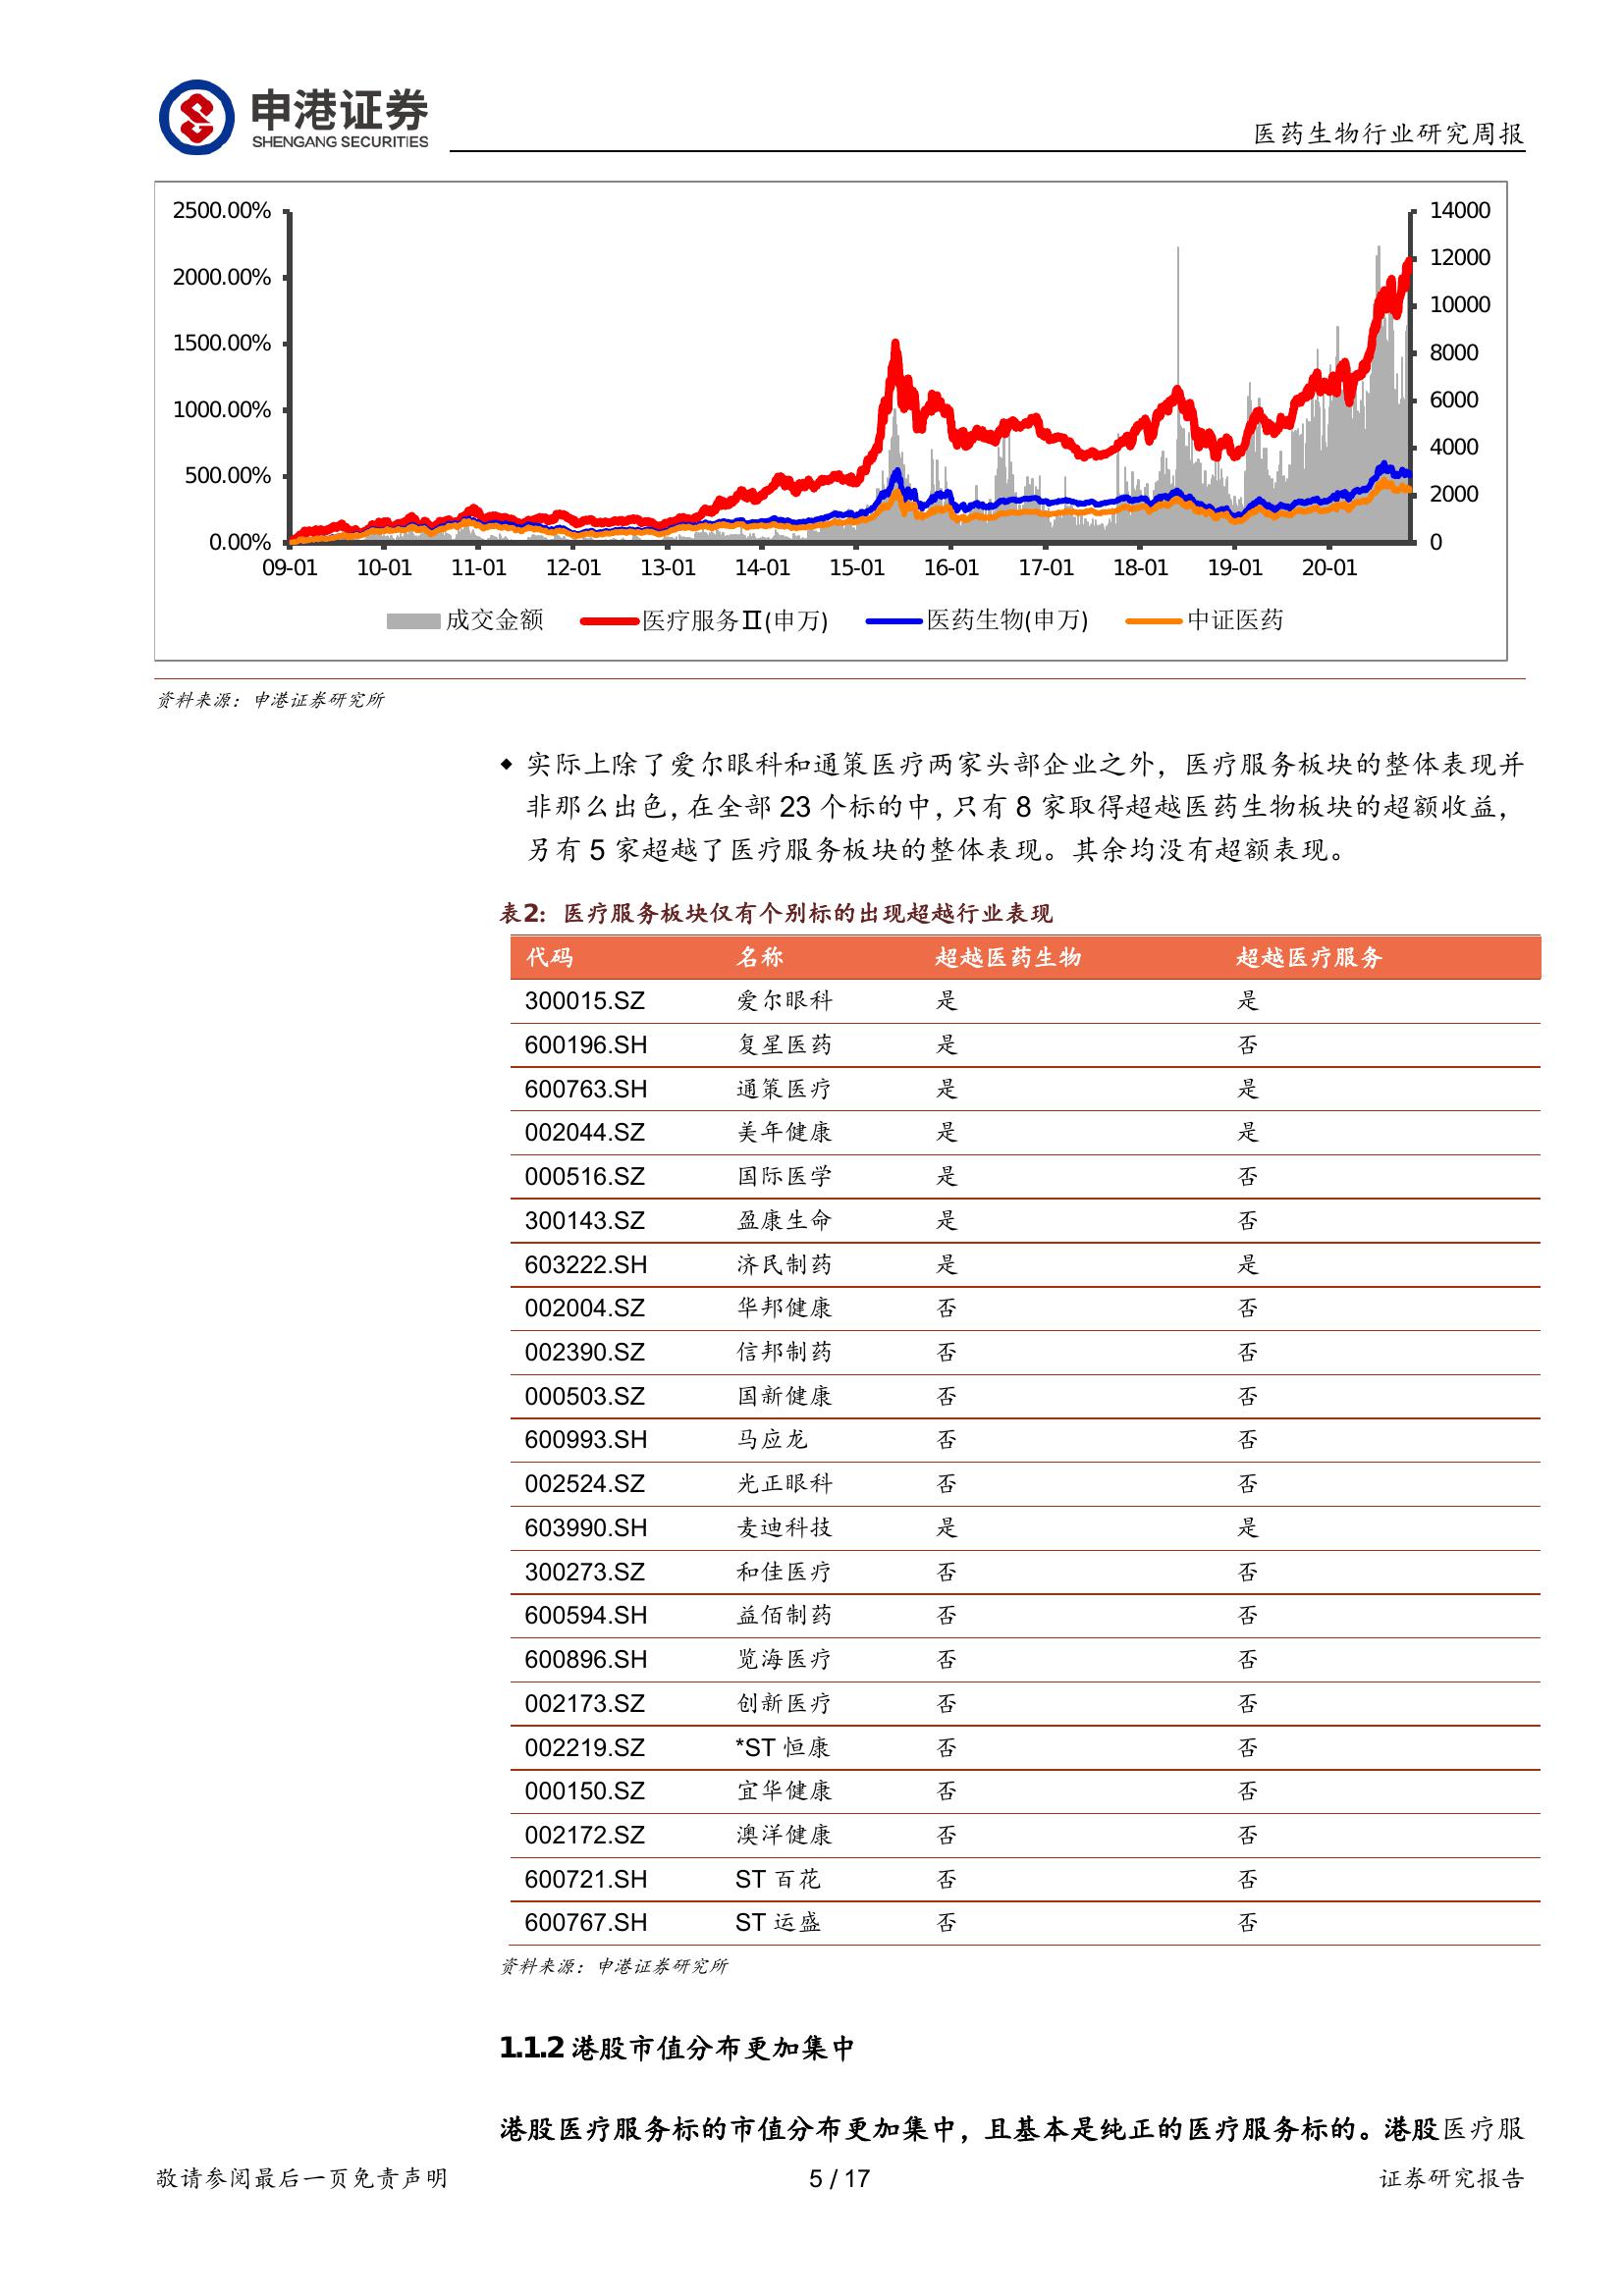 申港证券
SHENGANG SECURITIES
医药生物行业研究周报
2500.00%
2000.00%
1500.00%
1000.00%
500.00%
0.00%
14000
12000
10000
8000
6000
4000
2000
0
09-01 10-01 11-01 12-01 13-01 14-01 15-01 16-01 17-01 18-01 19-01 20-01
成交金额 医疗服务Ⅱ(申万) 医药生物(申万) 中证医药
资料来源：申港证券研究所
◆ 实际上除了爱尔眼科和通策医疗两家头部企业之外，医疗服务板块的整体表现并
非那么出色，在全部 23 个标的中，只有 8 家取得超越医药生物板块的超额收益，
另有 5 家超越了医疗服务板块的整体表现。其余均没有超额表现。
表2：医疗服务板块仅有个别标的出现超越行业表现
代码 名称 超越医药生物 超越医疗服务
300015.SZ 爱尔眼科 是 是
600196.SH 复星医药 是 否
600763.SH 通策医疗 是 是
002044.SZ 美年健康 是 是
000516.SZ 国际医学 是 否
300143.SZ 盈康生命 是 否
603222.SH 济民制药 是 是
002004.SZ 华邦健康 否 否
002390.SZ 信邦制药 否 否
000503.SZ 国新健康 否 否
600993.SH 马应龙 否 否
002524.SZ 光正眼科 否 否
603990.SH 麦迪科技 是 是
300273.SZ 和佳医疗 否 否
600594.SH 益佰制药 否 否
600896.SH 览海医疗 否 否
002173.SZ 创新医疗 否 否
002219.SZ *ST 恒康 否 否
000150.SZ 宜华健康 否 否
002172.SZ 澳洋健康 否 否
600721.SH ST 百花 否 否
600767.SH ST 运盛 否 否
资料来源：申港证券研究所
1.1.2 港股市值分布更加集中
港股医疗服务标的市值分布更加集中，且基本是纯正的医疗服务标的。港股医疗服
敬请参阅最后一页免责声明 5 / 17 证券研究报告